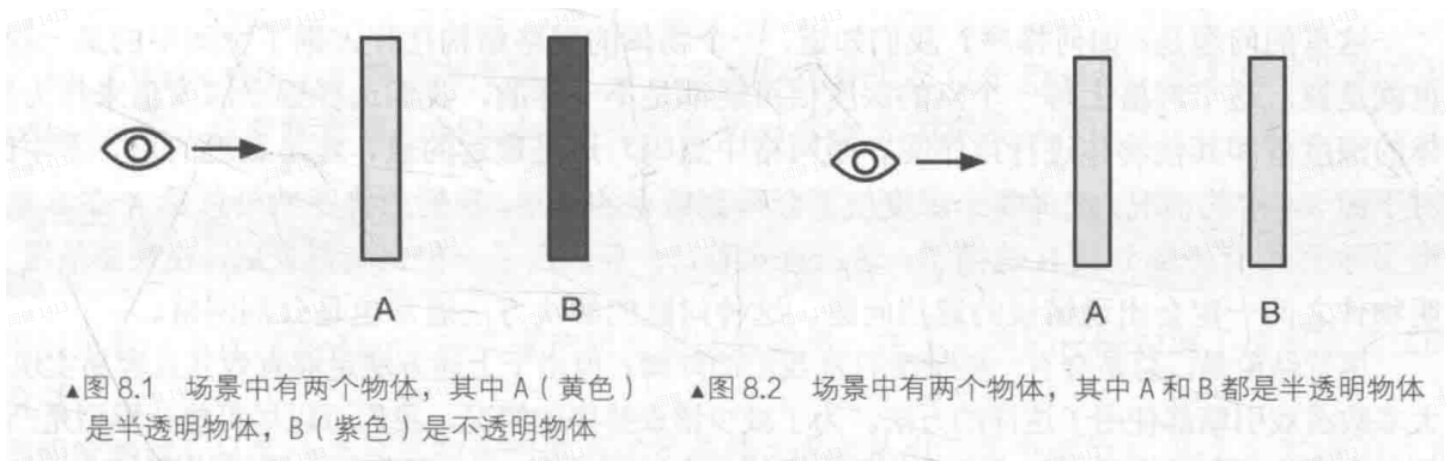 A
B
A
B
▲图 8.1 场景中有两个物体，其中 A（黄色）
是半透明物体，B（紫色）是不透明物体
▲图 8.2 场景中有两个物体，其中 A 和 B 都是半透明物体